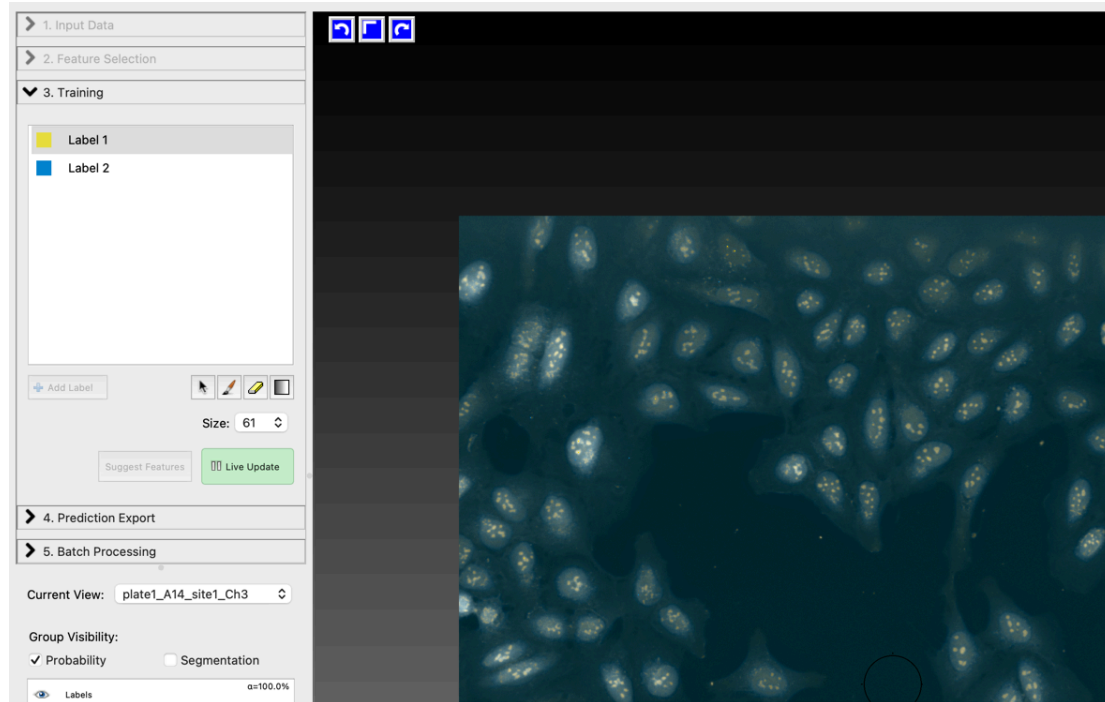 1. Input Data
2. Feature Selection
3. Training
Label 1
Label 2
Add Label
Size: 61
Suggest Features
Live Update
4. Prediction Export
5. Batch Processing
Current View: plate1_A14_site1_Ch3
Group Visibility:
Probability
Segmentation
α=100.0%
Labels